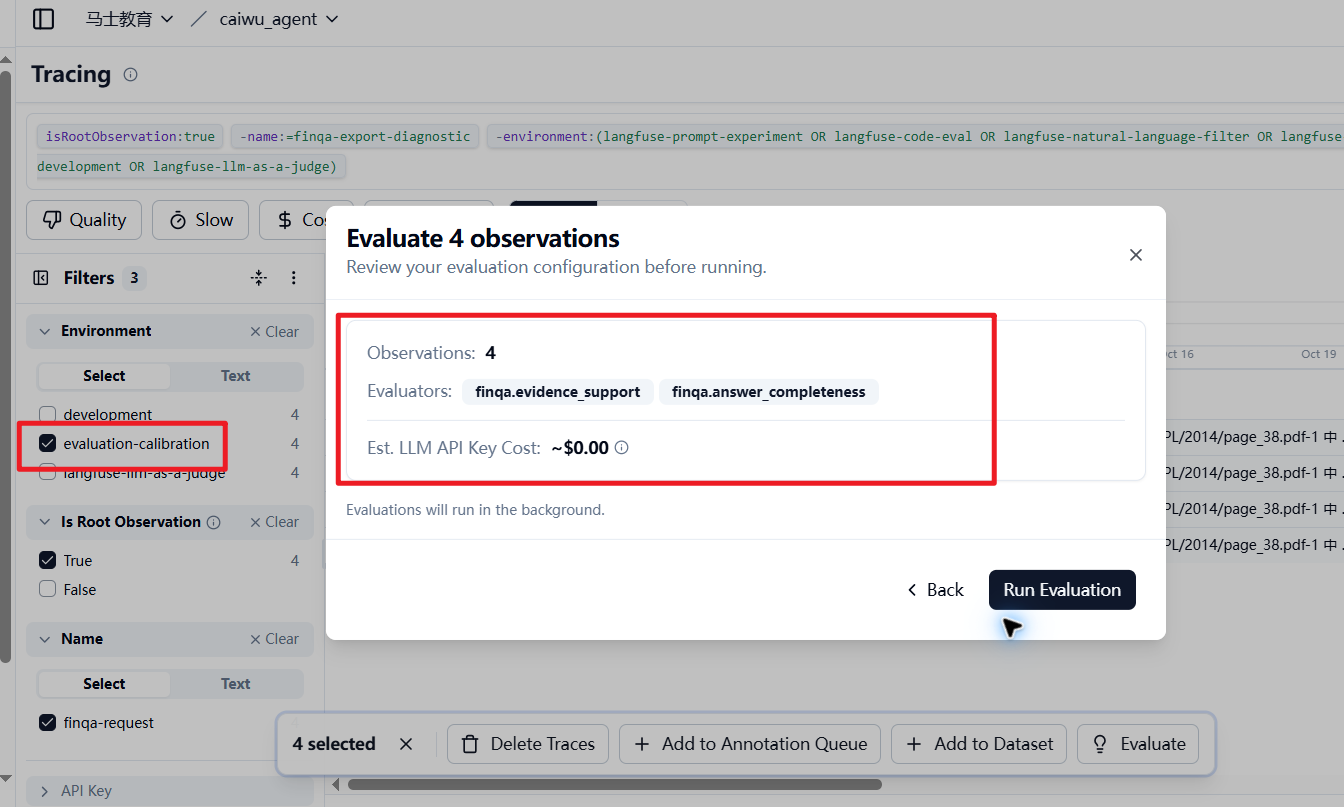 马士教育 / caiwu_agent
Tracing
isRootObservation:true -name:=finqa-export-diagnostic -environment:(langfuse-prompt-experiment OR langfuse-code-eval OR langfuse-natural-language-filter OR langfuse-
development OR langfuse-llm-as-a-judge)
Quality Slow $
Filters 3
Environment × Clear
Select Text
development 4
evaluation-calibration 4
langfuse-llm-as-a-judge 4
Is Root Observation × Clear
True 4
False
Name × Clear
Select Text
finqa-request
API Key
Evaluate 4 observations
Review your evaluation configuration before running.
Observations: 4
Evaluators: finqa.evidence_support finqa.answer_completeness
Est. LLM API Key Cost: ~$0.00
Evaluations will run in the background.
Back Run Evaluation
Oct 16 Oct 19
PL/2014/page_38.pdf-1 中
PL/2014/page_38.pdf-1 中
PL/2014/page_38.pdf-1 中
PL/2014/page_38.pdf-1 中
4 selected × Delete Traces + Add to Annotation Queue + Add to Dataset Evaluate